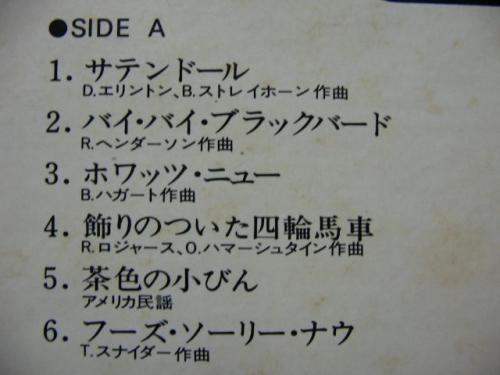 ●SIDE A
1. サテンドール
D.エリントン、B.ストレイホーン作曲
2. バイ・バイ・ブラックバード
R.ヘンダーソン作曲
3. ホワッツ・ニュー
B.ハガート作曲
4. 飾りのついた四輪馬車
R.ロジャース、O.ハマーシュタイン作曲
5. 茶色の小びん
アメリカ民謡
6. フーズ・ソーリー・ナウ
T.スナイダー作曲